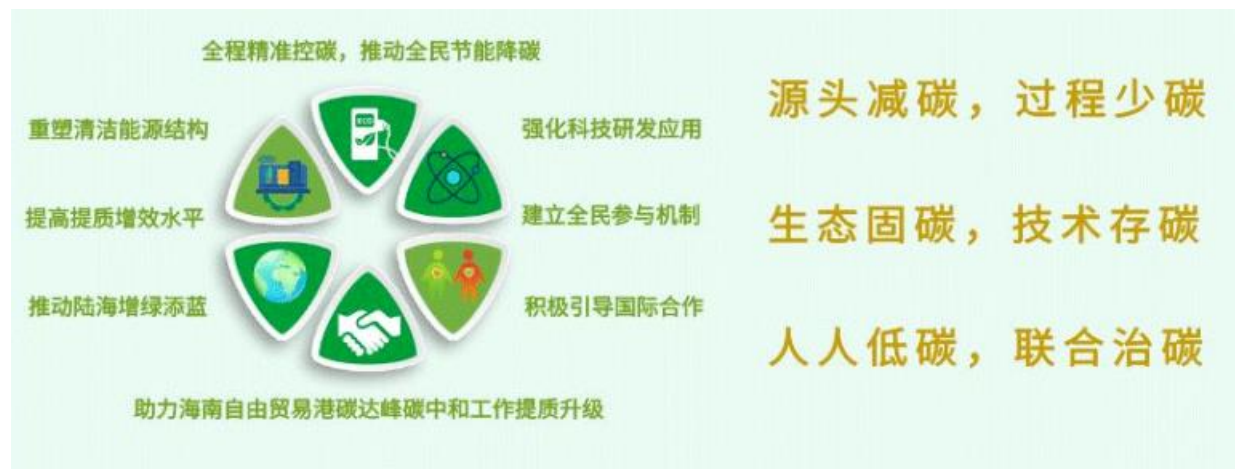 全程精准控碳，推动全民节能降碳
重塑清洁能源结构
强化科技研发应用
提高提质增效水平
建立全民参与机制
推动陆海增绿添蓝
积极引导国际合作
助力海南自由贸易港碳达峰碳中和工作提质升级
ECO
源头减碳，过程少碳
生态固碳，技术存碳
人人低碳，联合治碳